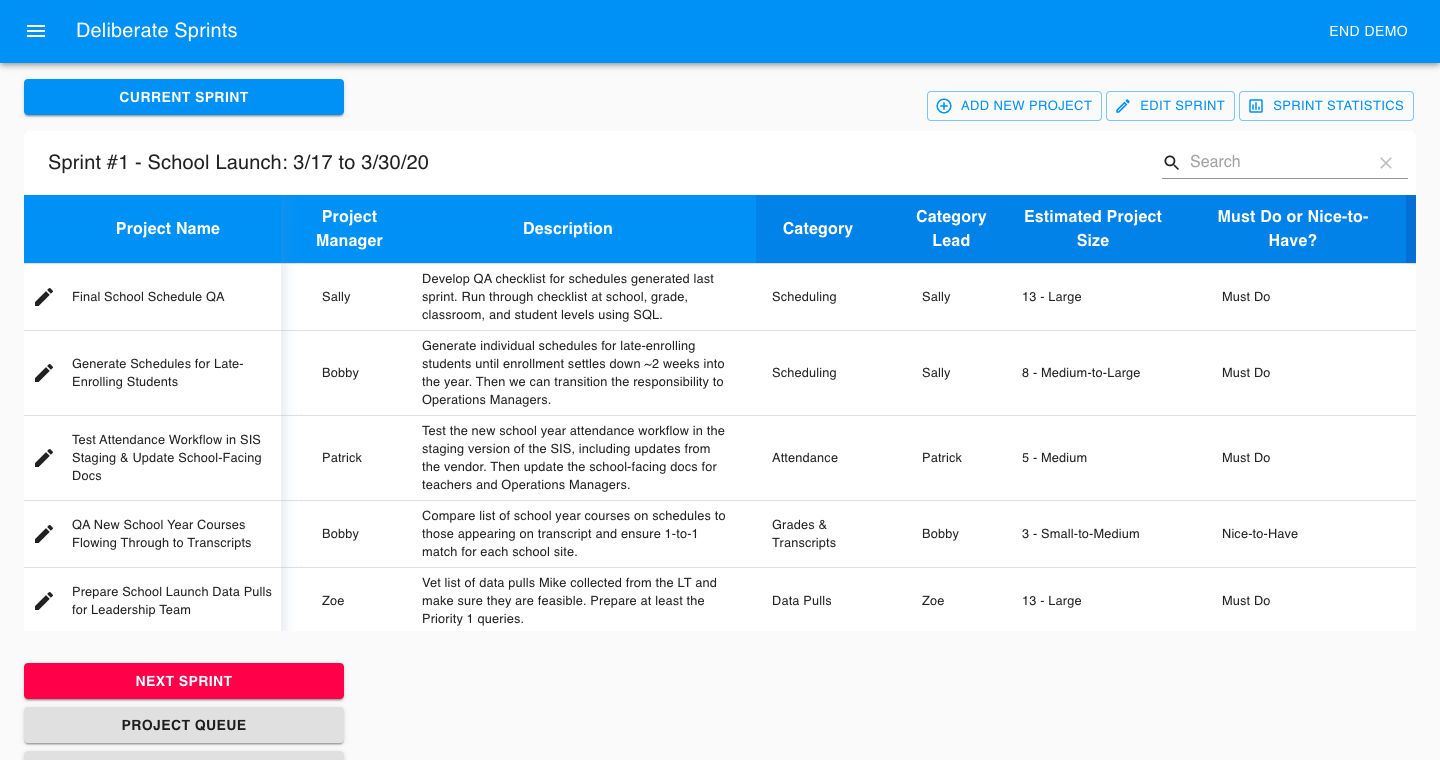 Deliberate Sprints
END DEMO
CURRENT SPRINT
ADD NEW PROJECT
EDIT SPRINT
SPRINT STATISTICS
Sprint #1 - School Launch: 3/17 to 3/30/20
Search
Project Name
Project
Manager
Description
Category
Category
Lead
Estimated Project
Size
Must Do or Nice-to-
Have?
Final School Schedule QA
Sally
Develop QA checklist for schedules generated last
sprint. Run through checklist at school, grade,
classroom, and student levels using SQL.
Scheduling
Sally
13 - Large
Must Do
Generate Schedules for Late-
Enrolling Students
Bobby
Generate individual schedules for late-enrolling
students until enrollment settles down ~2 weeks into
the year. Then we can transition the responsibility to
Operations Managers.
Scheduling
Sally
8 - Medium-to-Large
Must Do
Test Attendance Workflow in SIS
Staging & Update School-Facing
Docs
Patrick
Test the new school year attendance workflow in the
staging version of the SIS, including updates from
the vendor. Then update the school-facing docs for
teachers and Operations Managers.
Attendance
Patrick
5 - Medium
Must Do
QA New School Year Courses
Flowing Through to Transcripts
Bobby
Compare list of school year courses on schedules to
those appearing on transcript and ensure 1-to-1
match for each school site.
Grades &
Transcripts
Bobby
3 - Small-to-Medium
Nice-to-Have
Prepare School Launch Data Pulls
for Leadership Team
Zoe
Vet list of data pulls Mike collected from the LT and
make sure they are feasible. Prepare at least the
Priority 1 queries.
Data Pulls
Zoe
13 - Large
Must Do
NEXT SPRINT
PROJECT QUEUE